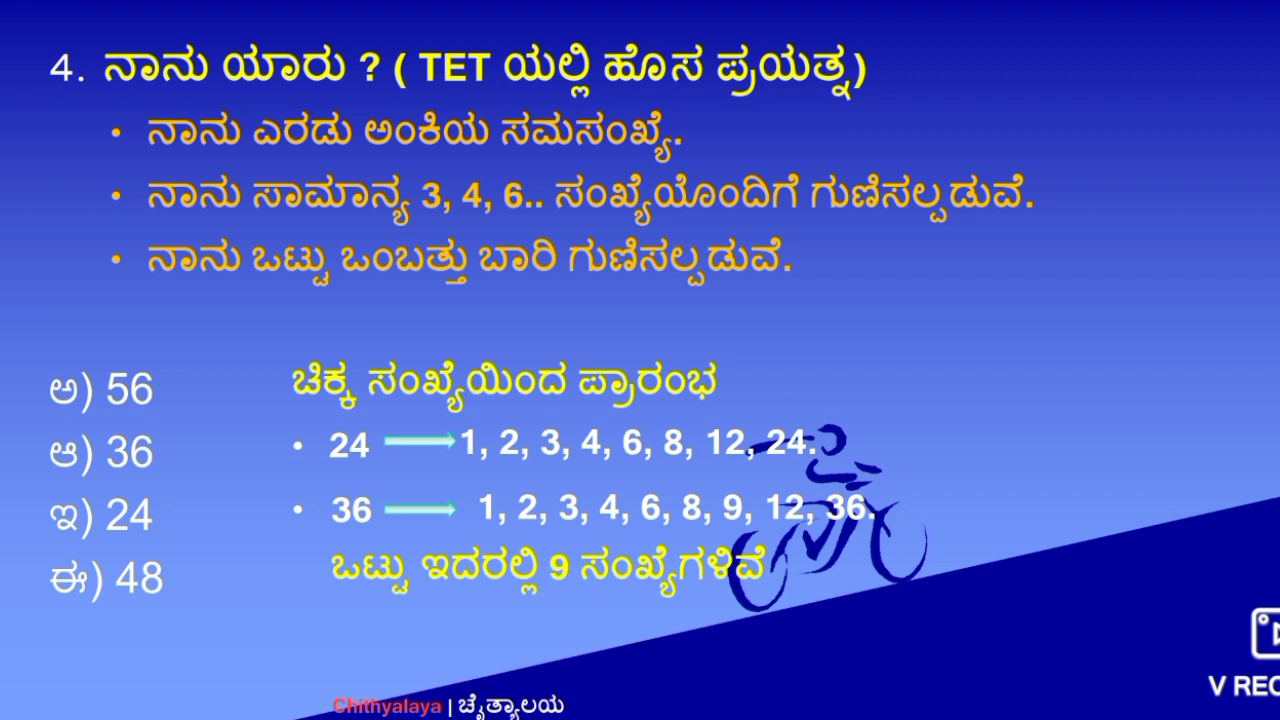 4. ನಾನು ಯಾರು ? ( TET ಯಲ್ಲಿ ಹೊಸ ಪ್ರಯತ್ನ)
• ನಾನು ಎರಡು ಅಂಕಿಯ ಸಮಸಂಖ್ಯೆ.
• ನಾನು ಸಾಮಾನ್ಯ 3, 4, 6.. ಸಂಖ್ಯೆಯೊಂದಿಗೆ ಗುಣಿಸಲ್ಪಡುವೆ.
• ನಾನು ಒಟ್ಟು ಒಂಬತ್ತು ಬಾರಿ ಗುಣಿಸಲ್ಪಡುವೆ.
ಅ) 56
ಆ) 36
ಇ) 24
ಈ) 48
ಚಿಕ್ಕ ಸಂಖ್ಯೆಯಿಂದ ಪ್ರಾರಂಭ
• 24 1, 2, 3, 4, 6, 8, 12, 24.
• 36 1, 2, 3, 4, 6, 8, 9, 12, 36.
ಒಟ್ಟು ಇದರಲ್ಲಿ 9 ಸಂಖ್ಯೆಗಳಿವೆ
V REC
Chithyalaya | ಚೈತ್ಯಾಲಯ